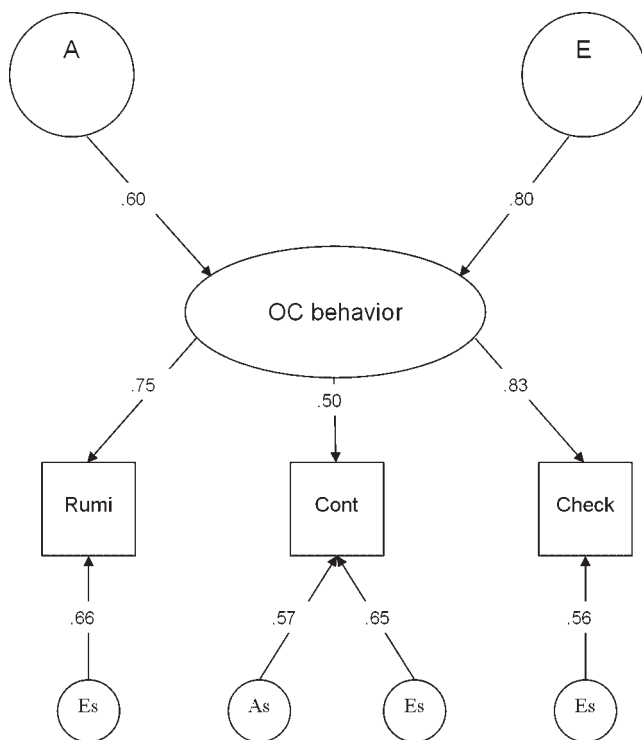 A
E
.60
.80
OC behavior
.75
.50
.83
Rumi
Cont
Check
.66
.57
.65
.56
Es
As
Es
Es